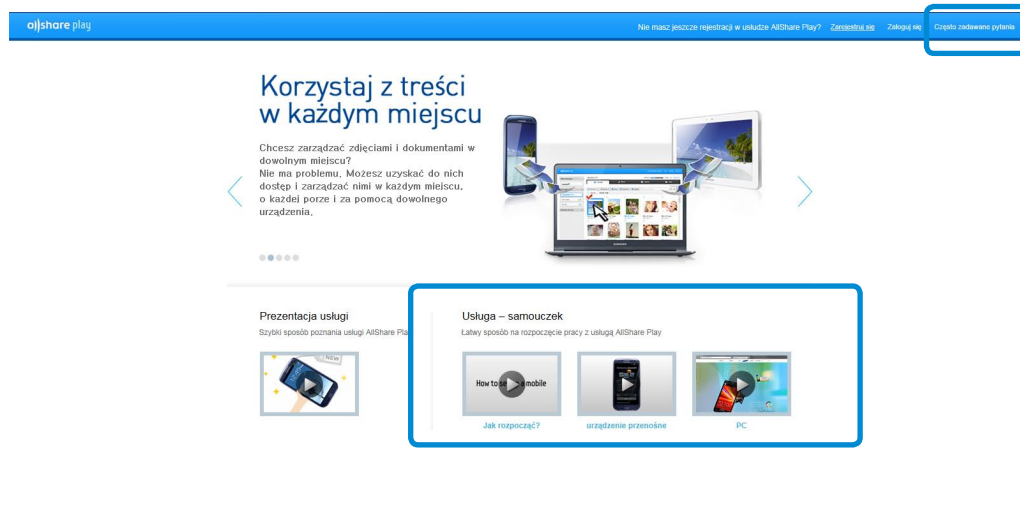 allshare play
Nie masz jeszcze rejestracji w usłudze AllShare Play? Zarejestruj się Zaloguj się Często zadawane pytania
Korzystaj z treści
w każdym miejscu
Chcesz zarządzać zdjęciami i dokumentami w
dowolnym miejscu?
Nie ma problemu. Możesz uzyskać do nich
dostęp i zarządzać nimi w każdym miejscu,
o każdej porze i za pomocą dowolnego
urządzenia.
SAMSUNG
Prezentacja usługi
Szybki sposób poznania usługi AllShare Pla
NEW
Usługa – samouczek
Łatwy sposób na rozpoczęcie pracy z usługą AllShare Play
How to se a mobile
Jak rozpocząć? urządzenie przenośne PC